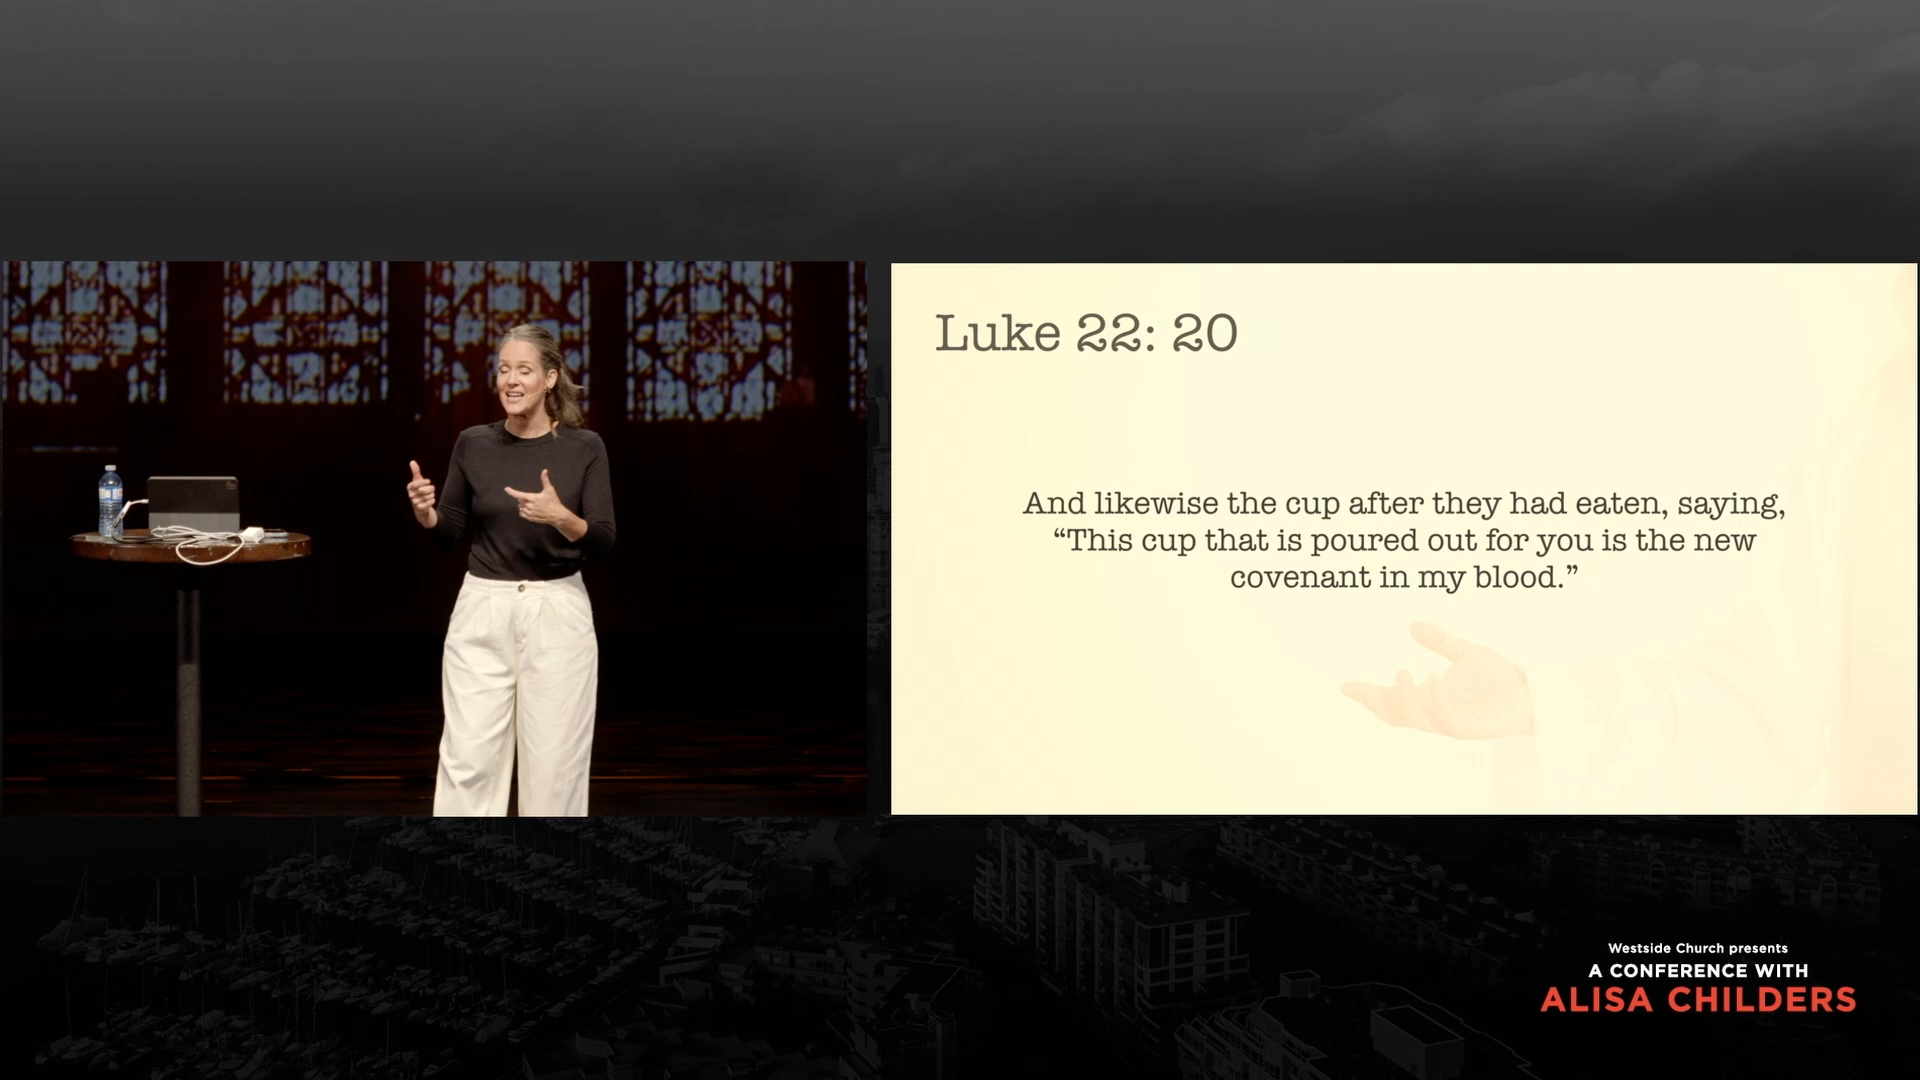 Luke 22: 20
And likewise the cup after they had eaten, saying,
“This cup that is poured out for you is the new
covenant in my blood.”
Westside Church presents
A CONFERENCE WITH
ALISA CHILDERS